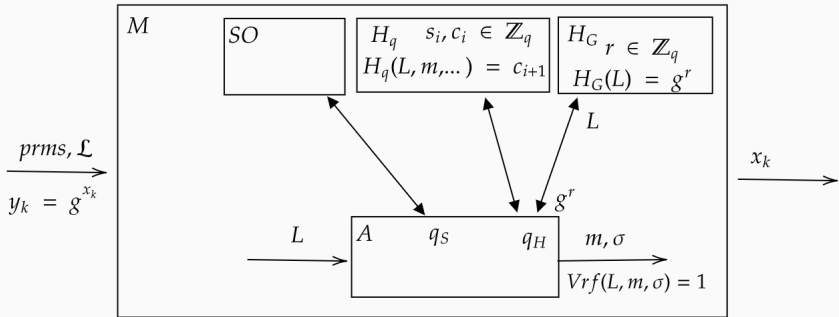 M
SO
H_q s_i, c_i ∈ ℤ_q
H_q(L, m,...) = c_{i+1}
H_G r ∈ ℤ_q
H_G(L) = g^r
L
prms, 𝕷
y_k = g^{x_k}
x_k
g^r
L
A q_S q_H
m, σ
Vrf(L, m, σ) = 1